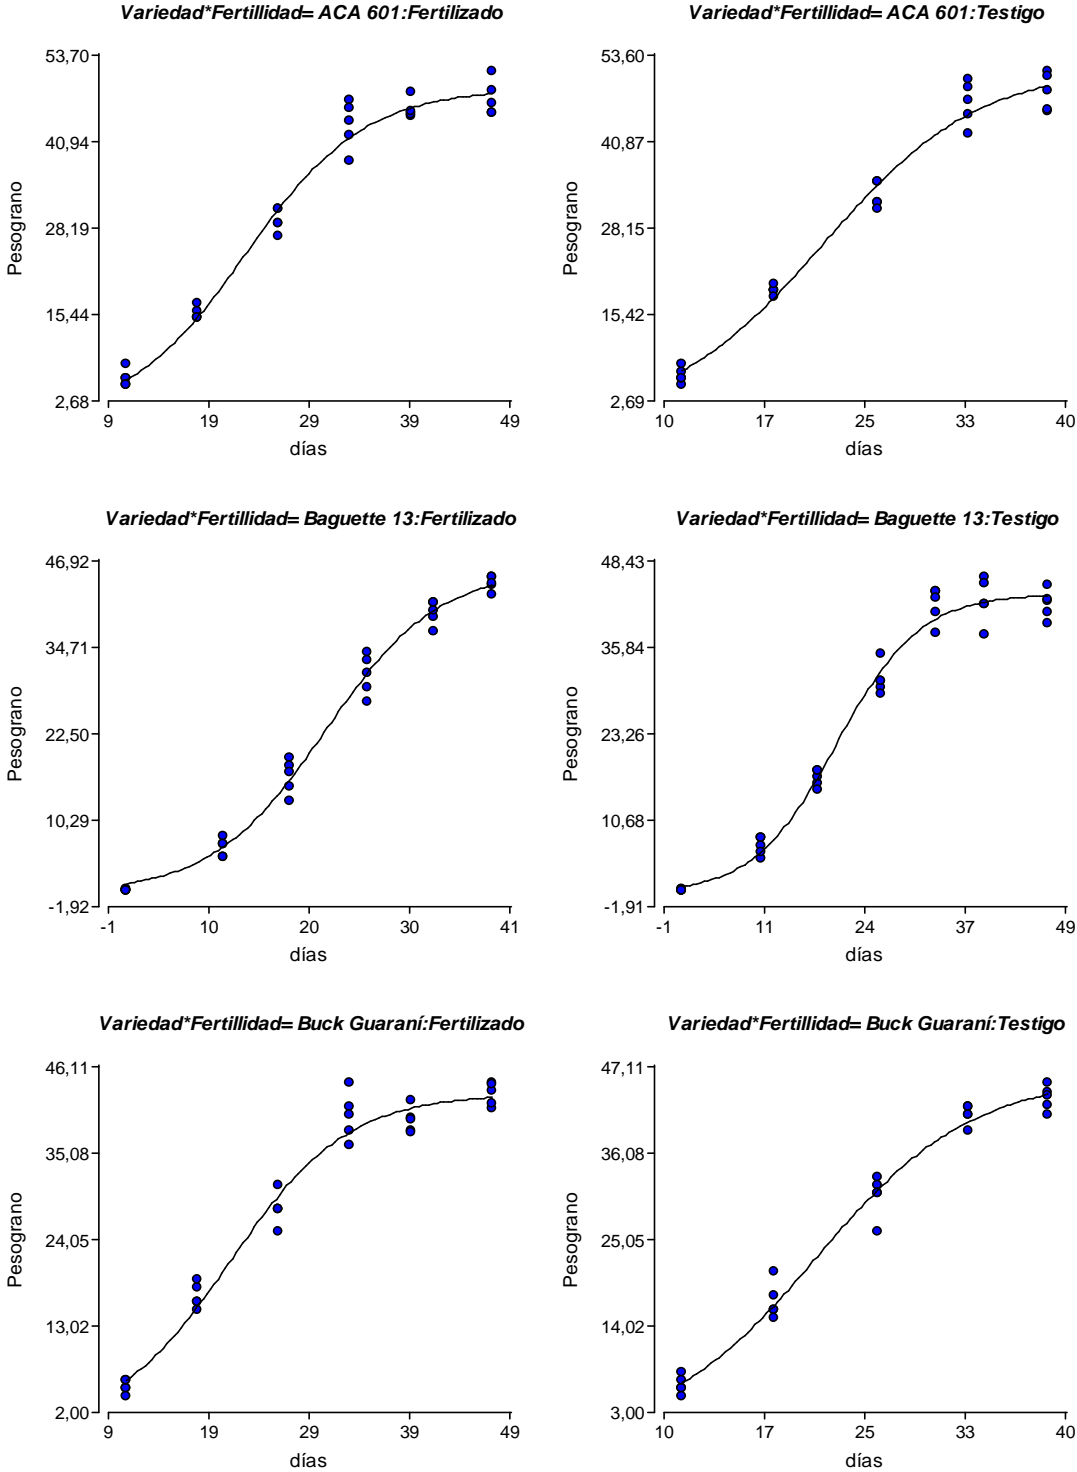 Variedad*Fertillidad= ACA 601:Fertilizado
53,70
40,94
28,19
15,44
2,68
Pesograno
9 19 29 39 49
días
Variedad*Fertillidad= ACA 601:Testigo
53,60
40,87
28,15
15,42
2,69
Pesograno
10 17 25 33 40
días
Variedad*Fertillidad= Baguette 13:Fertilizado
46,92
34,71
22,50
10,29
-1,92
Pesograno
-1 10 20 30 41
días
Variedad*Fertillidad= Baguette 13:Testigo
48,43
35,84
23,26
10,68
-1,91
Pesograno
-1 11 24 37 49
días
Variedad*Fertillidad= Buck Guaraní:Fertilizado
46,11
35,08
24,05
13,02
2,00
Pesograno
9 19 29 39 49
días
Variedad*Fertillidad= Buck Guaraní:Testigo
47,11
36,08
25,05
14,02
3,00
Pesograno
10 17 25 33 40
días